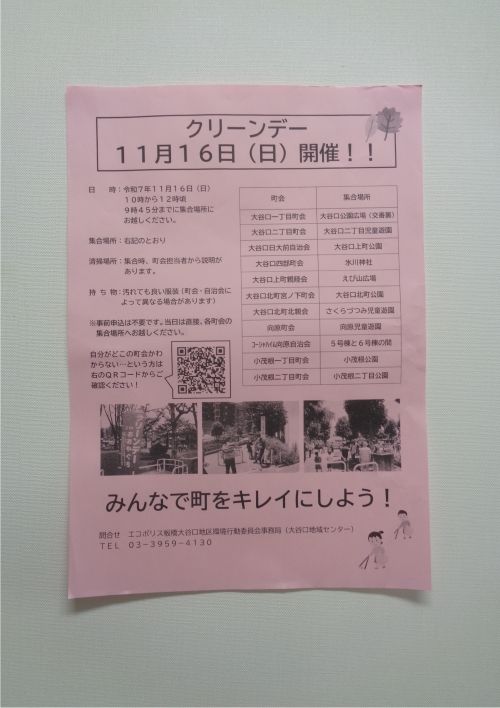 クリーンデー
11月16日（日）開催！！
日　時：令和7年11月16日（日）
10時から12時頃
9時45分までに集合場所に
お越しください。
集合場所：右記のとおり
清掃場所：集合時、町会担当者から説明が
あります。
持ち物：汚れても良い服装（町会・自治会に
よって異なる場合があります）
※事前申込は不要です。当日は直接、各町会の
集合場所へお越しください。
自分がどこの町会かわ
からない…という方は
右のQRコードからご
確認ください！
町会　集合場所
大谷口一丁目町会　大谷口公園広場（交番裏）
大谷口二丁目町会　大谷口二丁目児童遊園
大谷口日大前自治会　大谷口上町公園
大谷口四部町会　氷川神社
大谷口上町親睦会　えび山広場
大谷口北町宮ノ下町会　大谷口北町公園
大谷口北町北親会　さくらづつみ児童遊園
向原町会　向原児童遊園
コーシャハイム向原自治会　5号棟と6号棟の間
小茂根一丁目町会　小茂根公園
小茂根二丁目町会　小茂根二丁目公園
みんなで町をキレイにしよう！
問合せ　エコポリス板橋大谷口地区環境行動委員会事務局（大谷口地域センター）
TEL　03-3959-4130